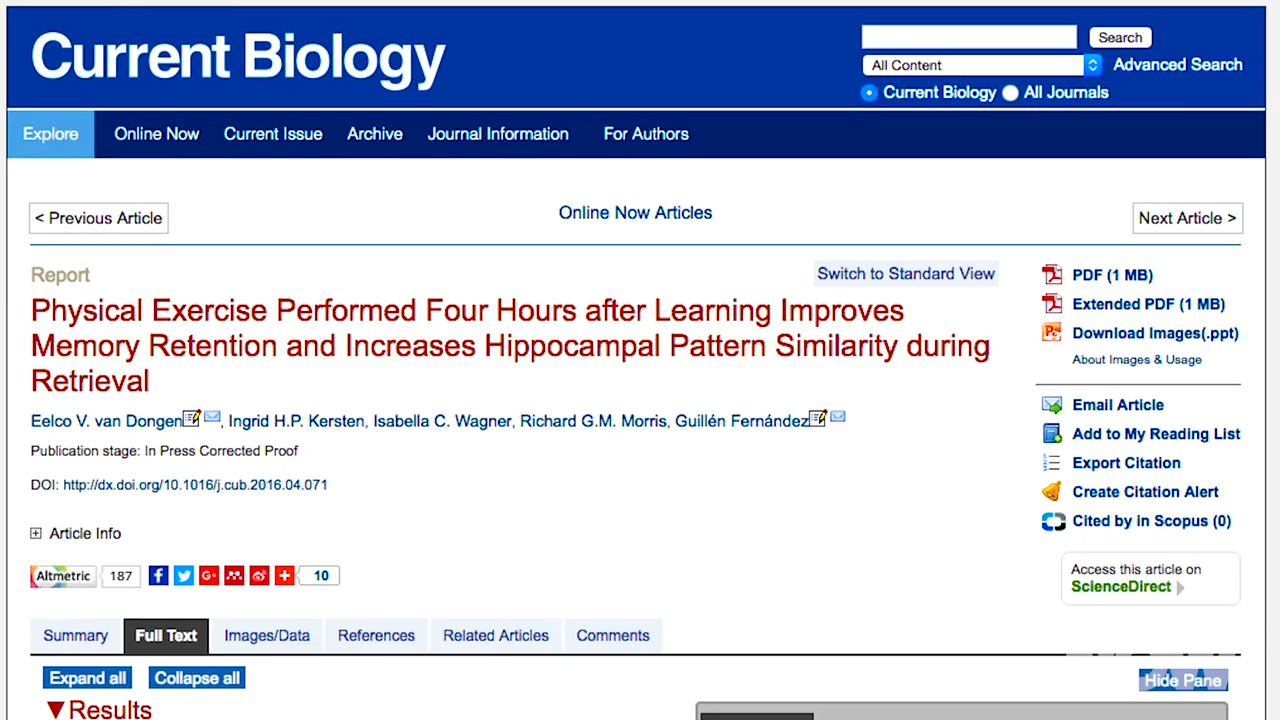 Current Biology
Search
All Content
Advanced Search
Current Biology All Journals
Explore Online Now Current Issue Archive Journal Information For Authors
< Previous Article
Online Now Articles
Next Article >
Report
Switch to Standard View
Physical Exercise Performed Four Hours after Learning Improves
Memory Retention and Increases Hippocampal Pattern Similarity during
Retrieval
Eelco V. van Dongen, Ingrid H.P. Kersten, Isabella C. Wagner, Richard G.M. Morris, Guillén Fernández
Publication stage: In Press Corrected Proof
DOI: http://dx.doi.org/10.1016/j.cub.2016.04.071
Article Info
Altmetric 187 10
PDF (1 MB)
Extended PDF (1 MB)
Download Images(.ppt)
About Images & Usage
Email Article
Add to My Reading List
Export Citation
Create Citation Alert
Cited by in Scopus (0)
Access this article on
ScienceDirect
Summary Full Text Images/Data References Related Articles Comments
Expand all Collapse all
Hide Pane
Results